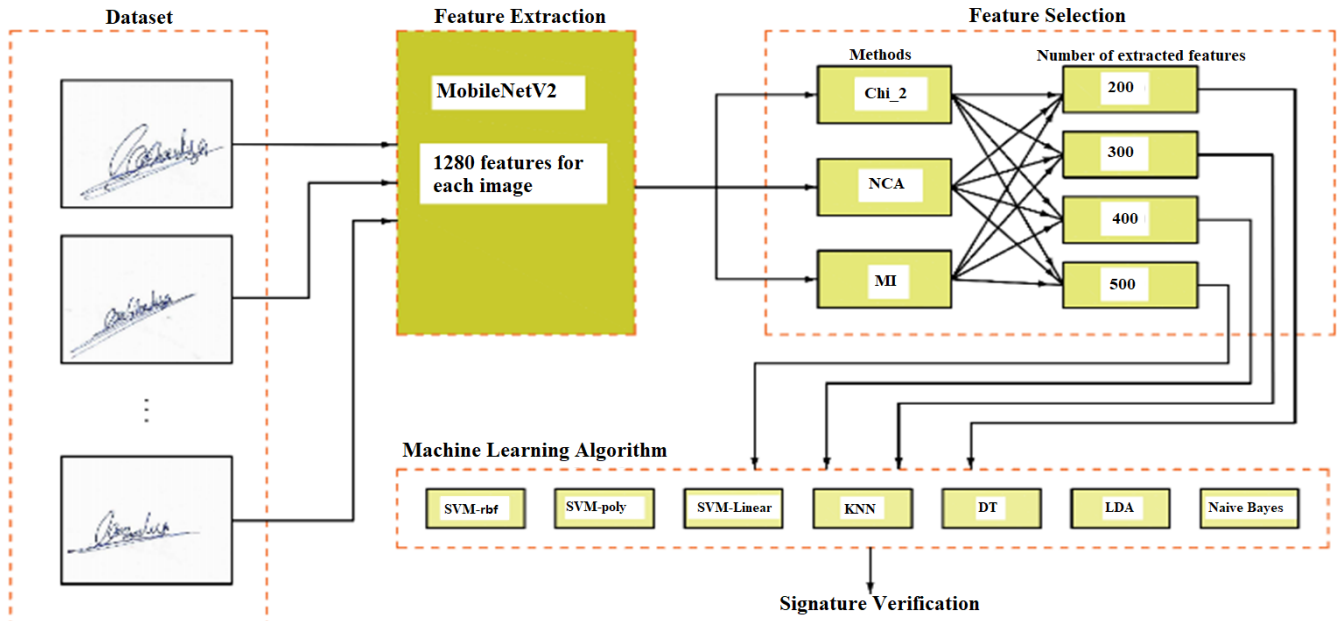 Dataset
Feature Extraction
MobileNetV2
1280 features for
each image
Feature Selection
Methods
Number of extracted features
Chi_2
NCA
MI
200
300
400
500
Machine Learning Algorithm
SVM-rbf
SVM-poly
SVM-Linear
KNN
DT
LDA
Naive Bayes
Signature Verification